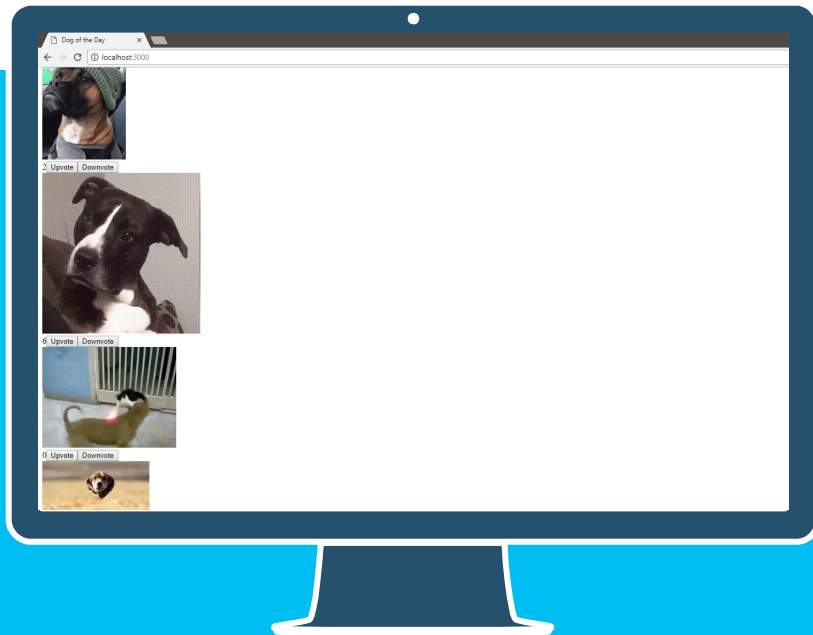 Dog of the Day
localhost:3000
2 Upvote Downvote
6 Upvote Downvote
0 Upvote Downvote